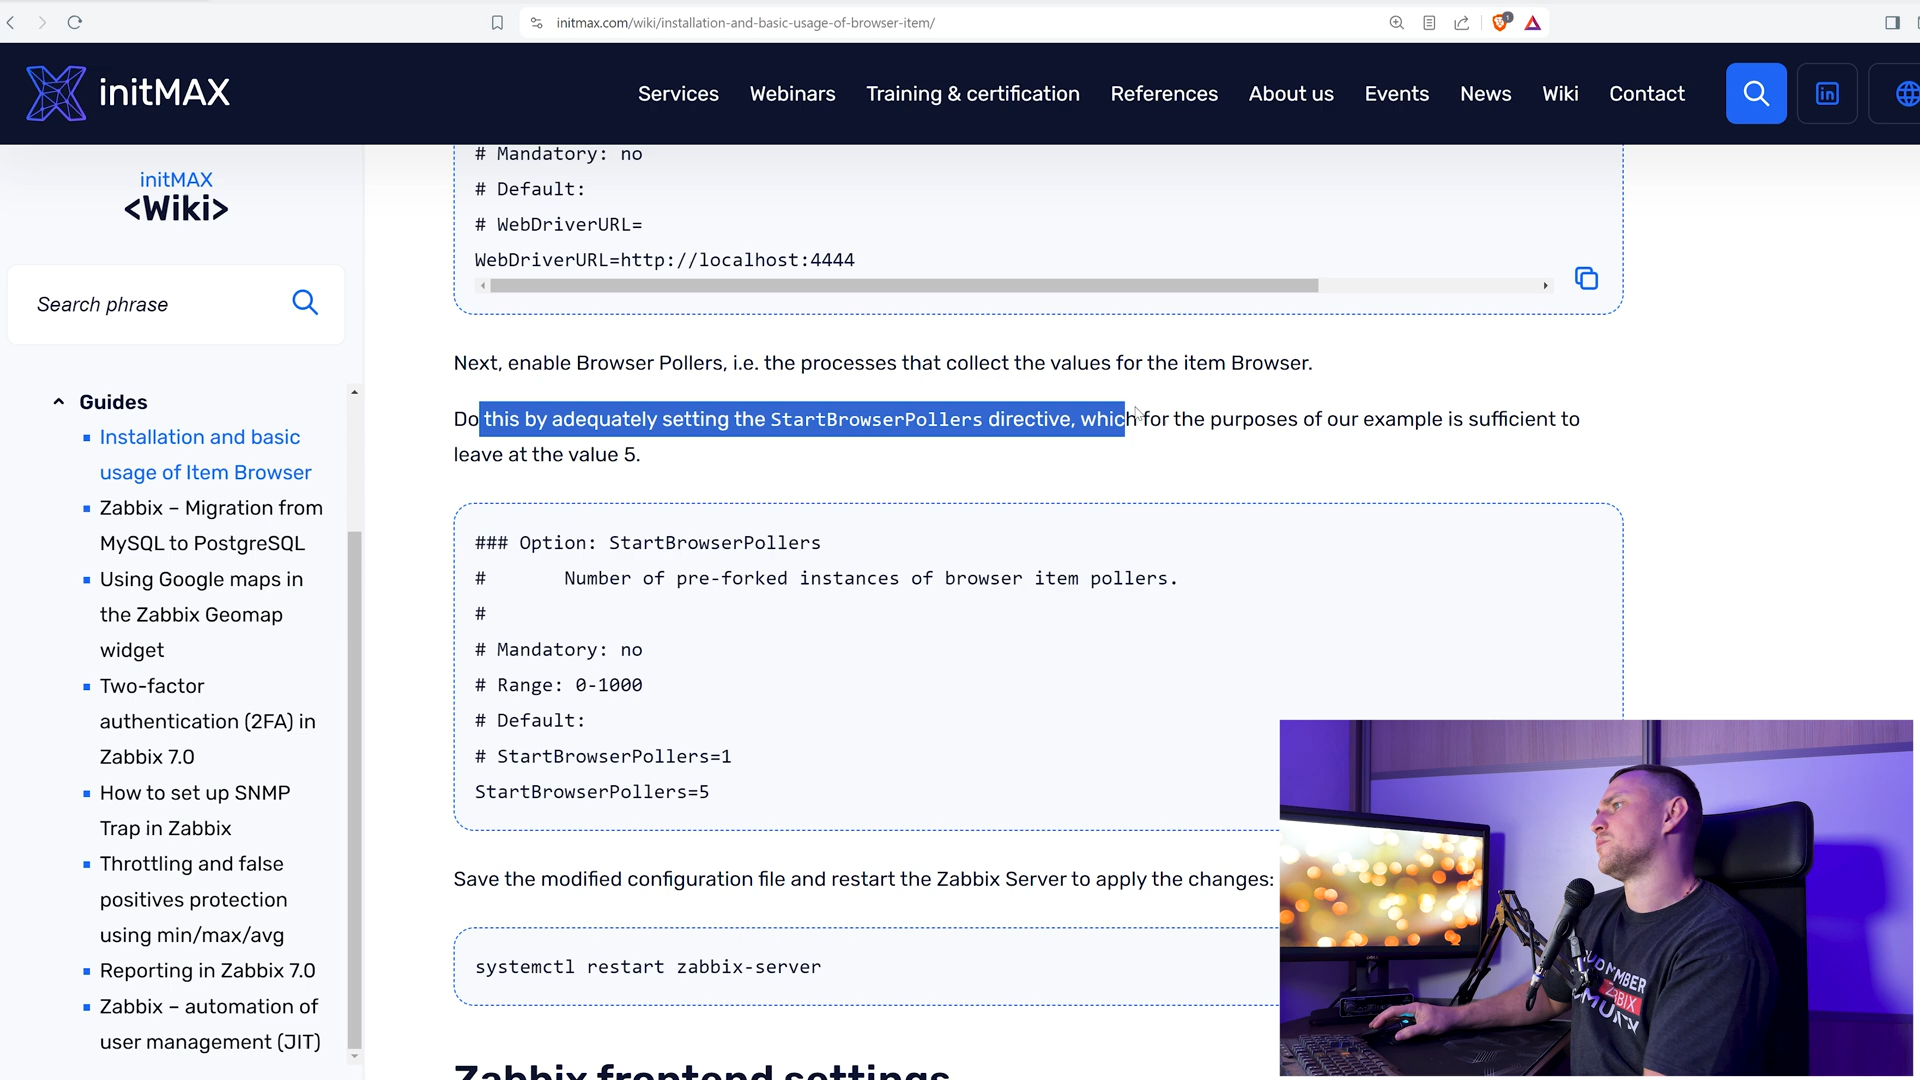 initmax.com/wiki/installation-and-basic-usage-of-browser-item/
1
initMAX
Services
Webinars
Training & certification
References
About us
Events
News
Wiki
Contact
in
initMAX
<Wiki>
Search phrase
Guides
Installation and basic
usage of Item Browser
Zabbix – Migration from
MySQL to PostgreSQL
Using Google maps in
the Zabbix Geomap
widget
Two-factor
authentication (2FA) in
Zabbix 7.0
How to set up SNMP
Trap in Zabbix
Throttling and false
positives protection
using min/max/avg
Reporting in Zabbix 7.0
Zabbix – automation of
user management (JIT)
# Mandatory: no
# Default:
# WebDriverURL=
WebDriverURL=http://localhost:4444
Next, enable Browser Pollers, i.e. the processes that collect the values for the item Browser.
Do this by adequately setting the StartBrowserPollers directive, which for the purposes of our example is sufficient to
leave at the value 5.
### Option: StartBrowserPollers
# Number of pre-forked instances of browser item pollers.
#
# Mandatory: no
# Range: 0-1000
# Default:
# StartBrowserPollers=1
StartBrowserPollers=5
Save the modified configuration file and restart the Zabbix Server to apply the changes:
systemctl restart zabbix-server
Zabbix frontend settings
MEMBER
ZABBIX